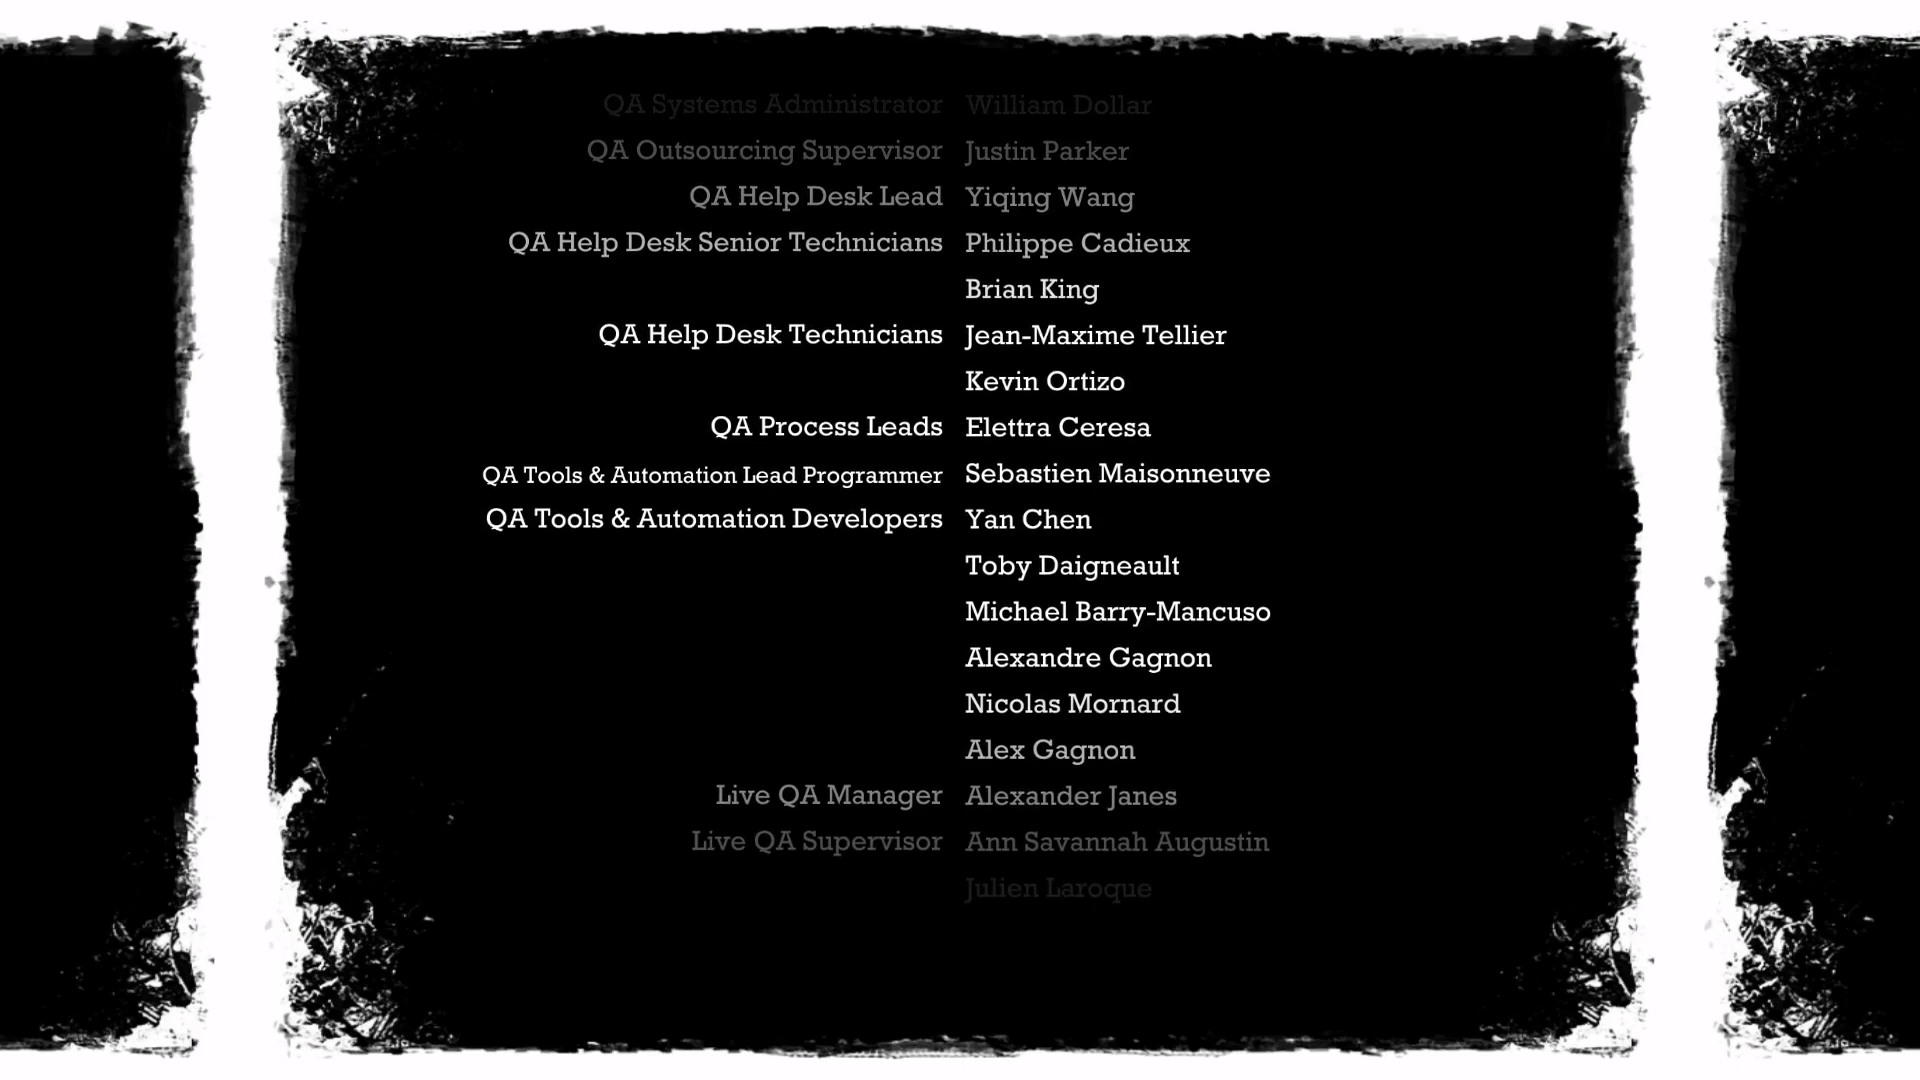 QA Systems Administrator William Dollar
QA Outsourcing Supervisor Justin Parker
QA Help Desk Lead Yiqing Wang
QA Help Desk Senior Technicians Philippe Cadieux
Brian King
QA Help Desk Technicians Jean-Maxime Tellier
Kevin Ortizo
QA Process Leads Elettra Ceresa
QA Tools & Automation Lead Programmer Sebastien Maisonneuve
QA Tools & Automation Developers Yan Chen
Toby Daigneault
Michael Barry-Mancuso
Alexandre Gagnon
Nicolas Mornard
Alex Gagnon
Live QA Manager Alexander Janes
Live QA Supervisor Ann Savannah Augustin
Julien Laroque